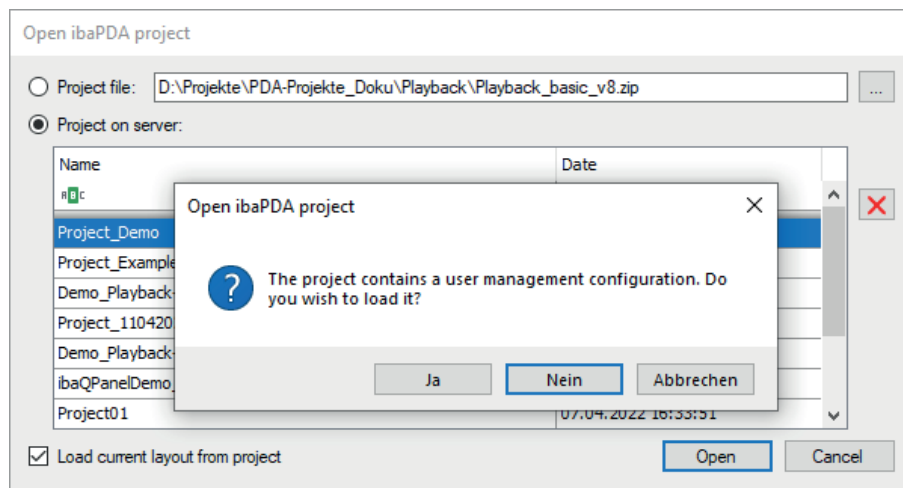 Open ibaPDA project
Project file: D:\Projekte\PDA-Projekte_Doku\Playback\Playback_basic_v8.zip ...
Project on server:
Name Date
ABC
Open ibaPDA project
Project_Demo
Project_Example
The project contains a user management configuration. Do
you wish to load it?
Demo_Playback-
Project_110420
Demo_Playback-
Ja Nein Abbrechen
ibaQPanelDemo_
Project01 07.04.2022 16:33:51
Load current layout from project Open Cancel